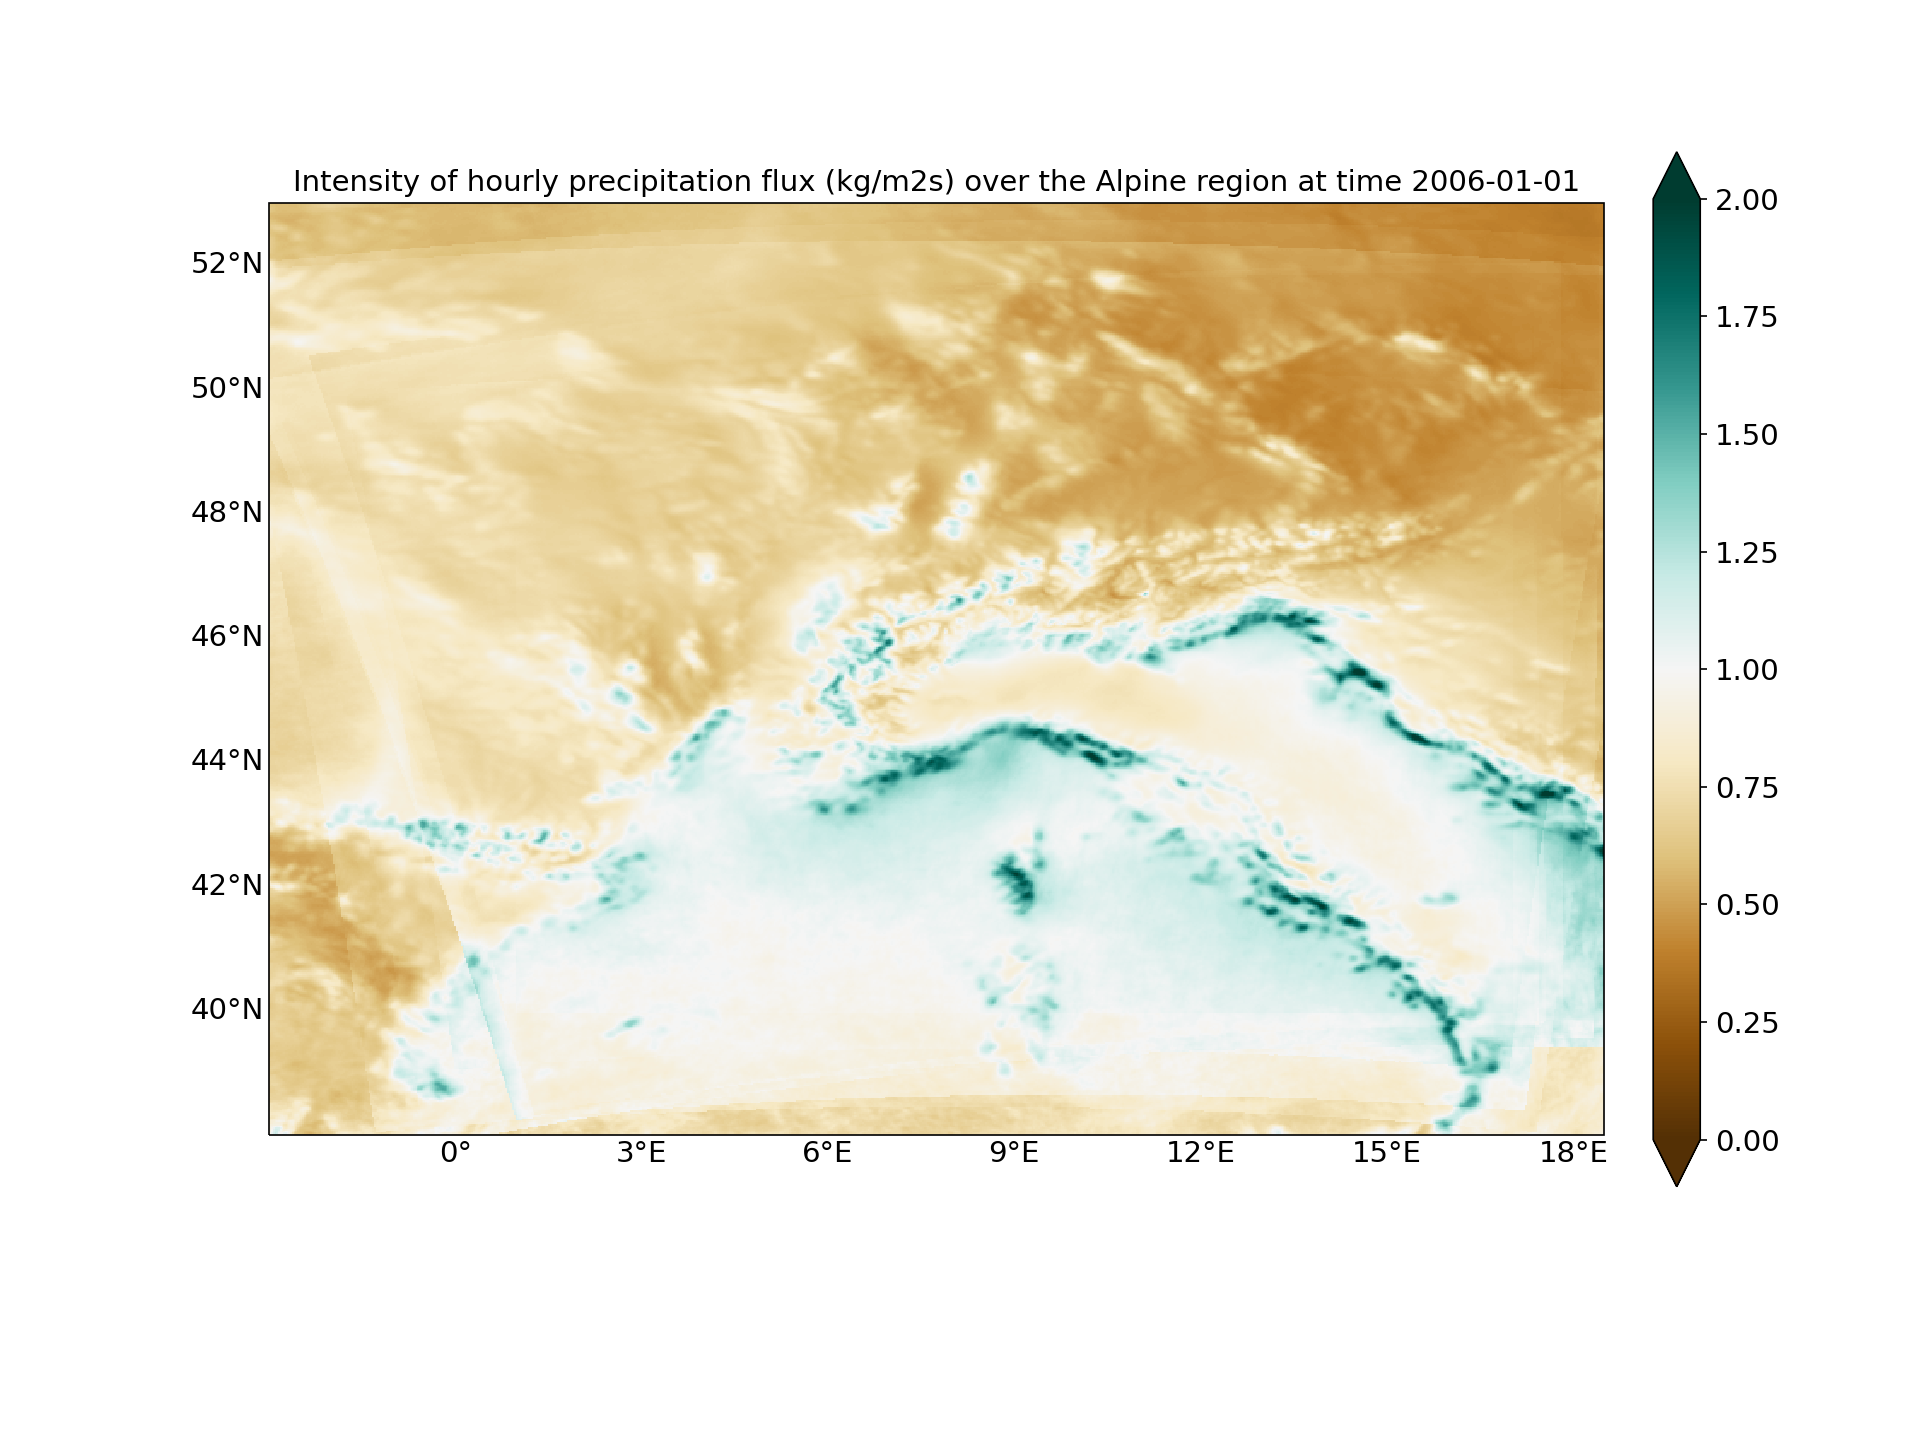 Intensity of hourly precipitation flux (kg/m2s) over the Alpine region at time 2006-01-01
52°N
50°N
48°N
46°N
44°N
42°N
40°N
0°
3°E
6°E
9°E
12°E
15°E
18°E
2.00
1.75
1.50
1.25
1.00
0.75
0.50
0.25
0.00